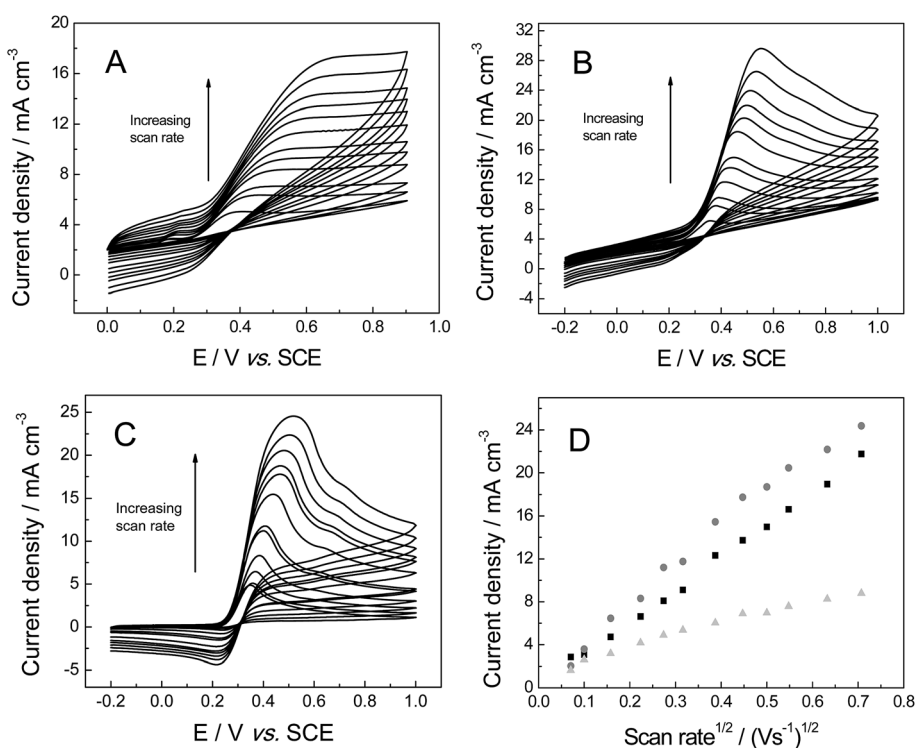 A
Increasing
scan rate
Current density / mA cm-3
20
16
12
8
4
0
0.0 0.2 0.4 0.6 0.8 1.0
E / V vs. SCE
B
Increasing
scan rate
Current density / mA cm-3
32
28
24
20
16
12
8
4
0
-4
-0.2 0.0 0.2 0.4 0.6 0.8 1.0
E / V vs. SCE
C
Increasing
scan rate
Current density / mA cm-3
25
20
15
10
5
0
-5
-0.2 0.0 0.2 0.4 0.6 0.8 1.0
E / V vs. SCE
D
Current density / mA cm-3
28
24
20
16
12
8
4
0
0.0 0.1 0.2 0.3 0.4 0.5 0.6 0.7 0.8
Scan rate1/2 / (Vs-1)1/2